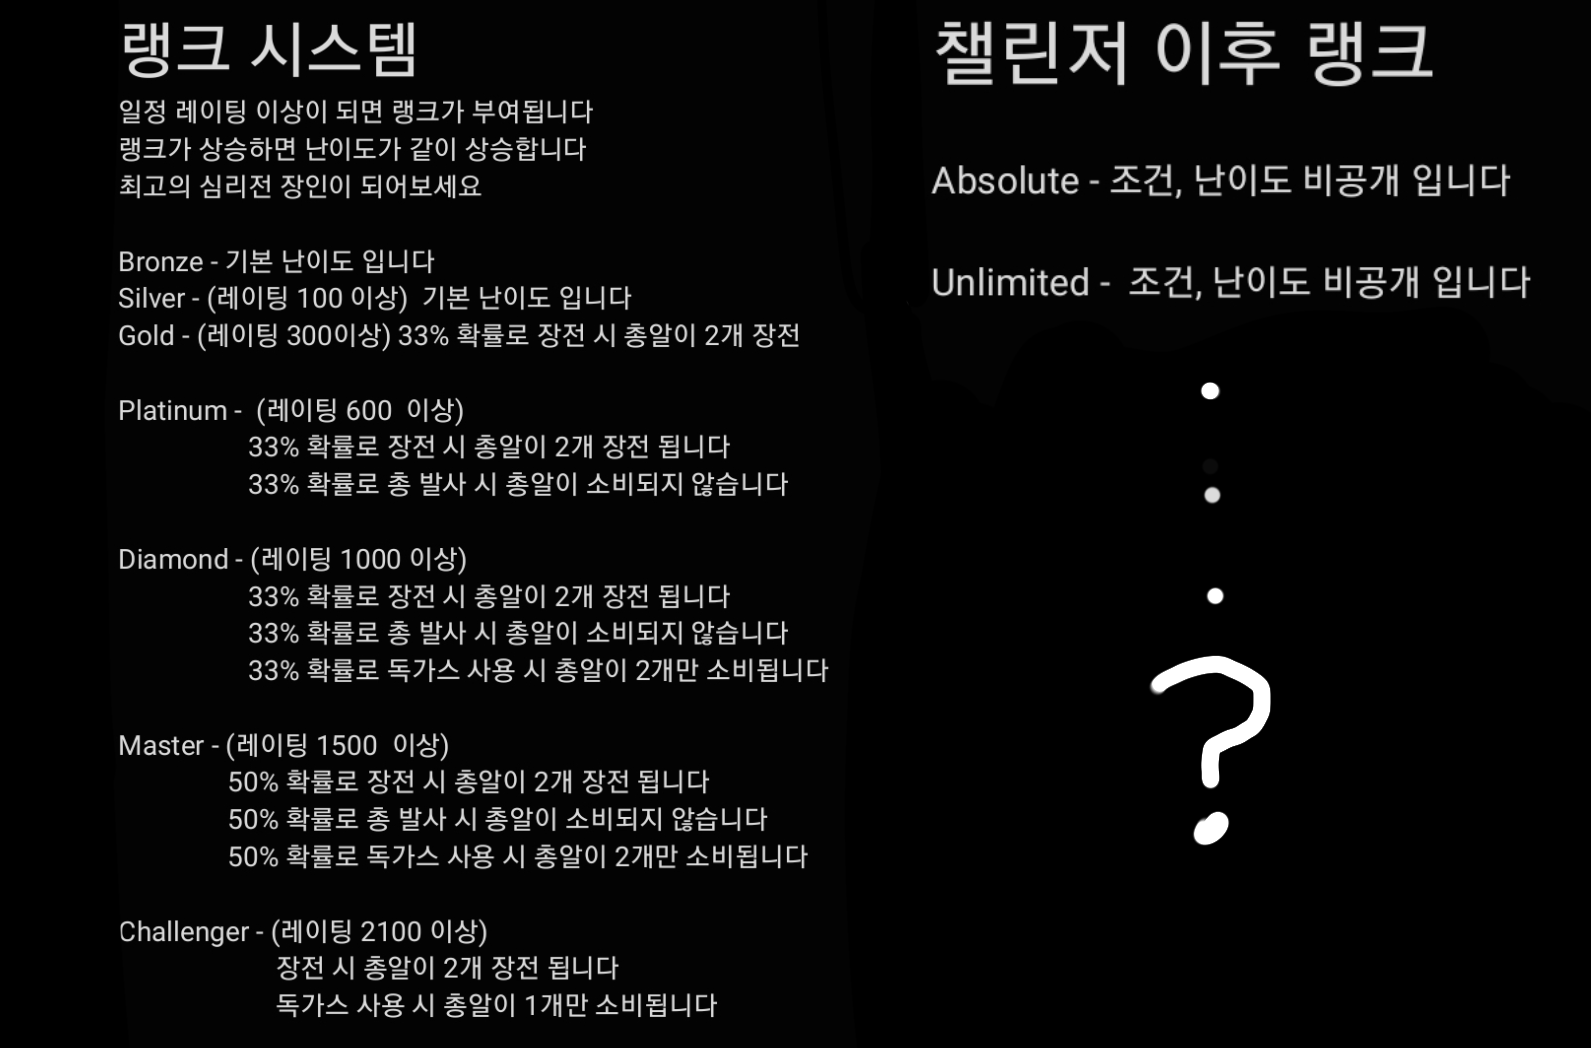 랭크 시스템
일정 레이팅 이상이 되면 랭크가 부여됩니다
랭크가 상승하면 난이도가 같이 상승합니다
최고의 심리전 장인이 되어보세요
Bronze - 기본 난이도 입니다
Silver - (레이팅 100 이상) 기본 난이도 입니다
Gold - (레이팅 300이상) 33% 확률로 장전 시 총알이 2개 장전
Platinum - (레이팅 600 이상)
33% 확률로 장전 시 총알이 2개 장전 됩니다
33% 확률로 총 발사 시 총알이 소비되지 않습니다
Diamond - (레이팅 1000 이상)
33% 확률로 장전 시 총알이 2개 장전 됩니다
33% 확률로 총 발사 시 총알이 소비되지 않습니다
33% 확률로 독가스 사용 시 총알이 2개만 소비됩니다
Master - (레이팅 1500 이상)
50% 확률로 장전 시 총알이 2개 장전 됩니다
50% 확률로 총 발사 시 총알이 소비되지 않습니다
50% 확률로 독가스 사용 시 총알이 2개만 소비됩니다
Challenger - (레이팅 2100 이상)
장전 시 총알이 2개 장전 됩니다
독가스 사용 시 총알이 1개만 소비됩니다
챌린저 이후 랭크
Absolute - 조건, 난이도 비공개 입니다
Unlimited - 조건, 난이도 비공개 입니다
.
.
.
?